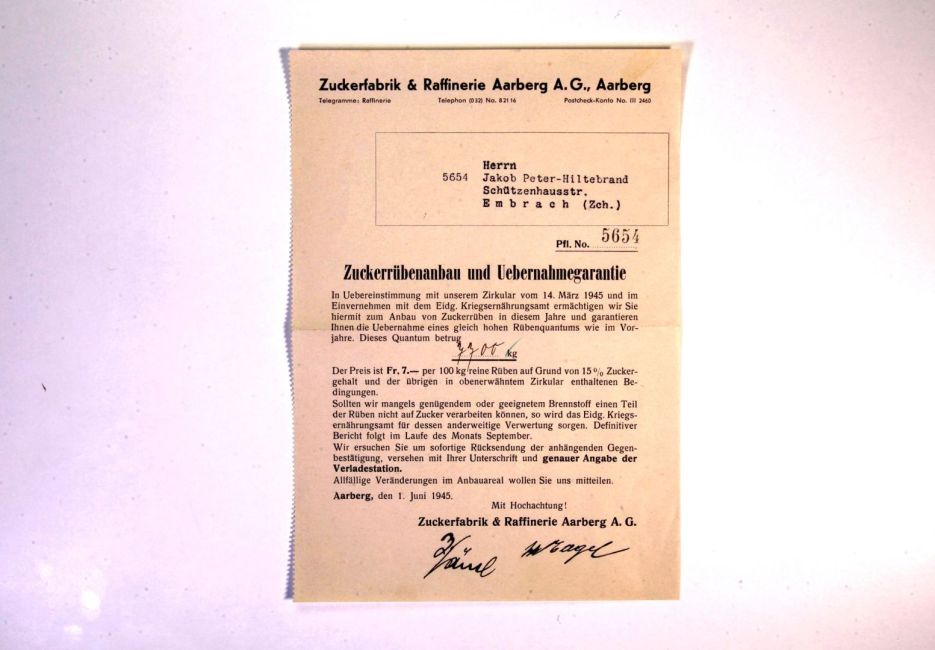 Zuckerfabrik & Raffinerie Aarberg A.G., Aarberg
Telegramme: Raffinerie Telephon (032) No. 8 21 16 Postcheck-Konto No. III 2460
Herrn
5654 Jakob Peter-Hiltebrand
Schützenhausstr.
Embrach (Zch.)
Pfl. No. 5654
Zuckerrübenanbau und Uebernahmegarantie
In Uebereinstimmung mit unserem Zirkular vom 14. März 1945 und im
Einvernehmen mit dem Eidg. Kriegsernährungsamt ermächtigen wir Sie
hiermit zum Anbau von Zuckerrüben in diesem Jahre und garantieren
Ihnen die Uebernahme eines gleich hohen Rübenquantums wie im Vor-
jahre. Dieses Quantum betrug
kg
Der Preis ist Fr. 7.— per 100 kg reine Rüben auf Grund von 15 % Zucker-
gehalt und der übrigen in obenerwähntem Zirkular enthaltenen Be-
dingungen.
Sollten wir mangels genügendem oder geeignetem Brennstoff einen Teil
der Rüben nicht auf Zucker verarbeiten können, so wird das Eidg. Kriegs-
ernährungsamt für dessen anderweitige Verwertung sorgen. Definitiver
Bericht folgt im Laufe des Monats September.
Wir ersuchen Sie um sofortige Rücksendung der anhängenden Gegen-
bestätigung, versehen mit Ihrer Unterschrift und genauer Angabe der
Verladestation.
Allfällige Veränderungen im Anbauareal wollen Sie uns mitteilen.
Aarberg, den 1. Juni 1945.
Mit Hochachtung!
Zuckerfabrik & Raffinerie Aarberg A. G.